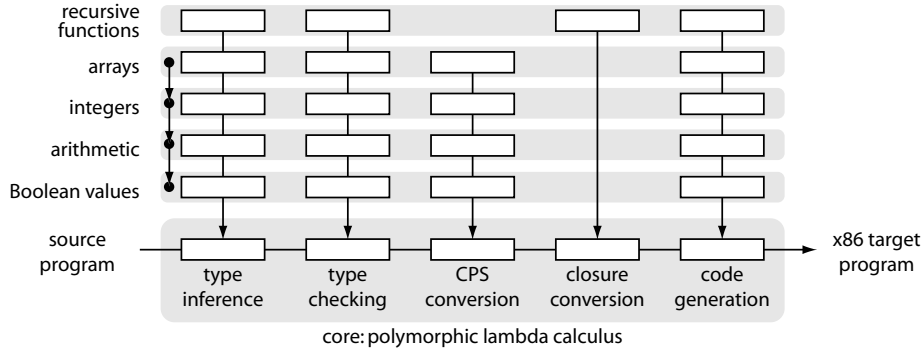 recursive
functions
arrays
integers
arithmetic
Boolean values
source
program
x86 target
program
type
inference
type
checking
CPS
conversion
closure
conversion
code
generation
core: polymorphic lambda calculus